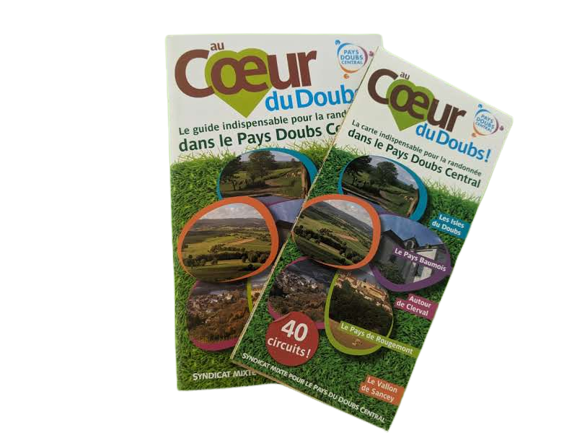 au
Cœur
du Doubs
PAYS
DOUBS
CENTRAL
Le guide indispensable pour la
dans le Pays Doubs
SYNDICAT MIXTE
au
Cœur
du Doubs !
PAYS
DOUBS
CENTRAL
La carte indispensable pour la randonnée
dans le Pays Doubs Central
Les Isles
du Doubs
Le Pays Baumois
Autour
de Clerval
Le Pays de Rougemont
40
circuits !
Le Vallon
de Sancey
SYNDICAT MIXTE POUR LE PAYS DU DOUBS CENTRAL